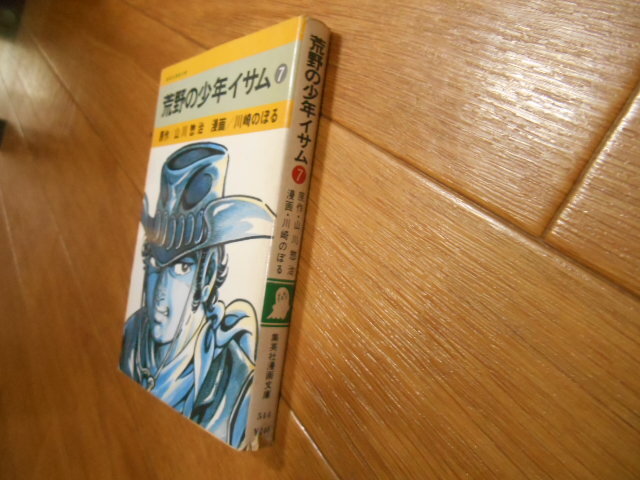 荒野の少年イサム 7
原作/山川惣治 漫画/川崎のぼる
荒野の少年イサム 7
原作・山川惣治
漫画・川崎のぼる
集英社漫画文庫